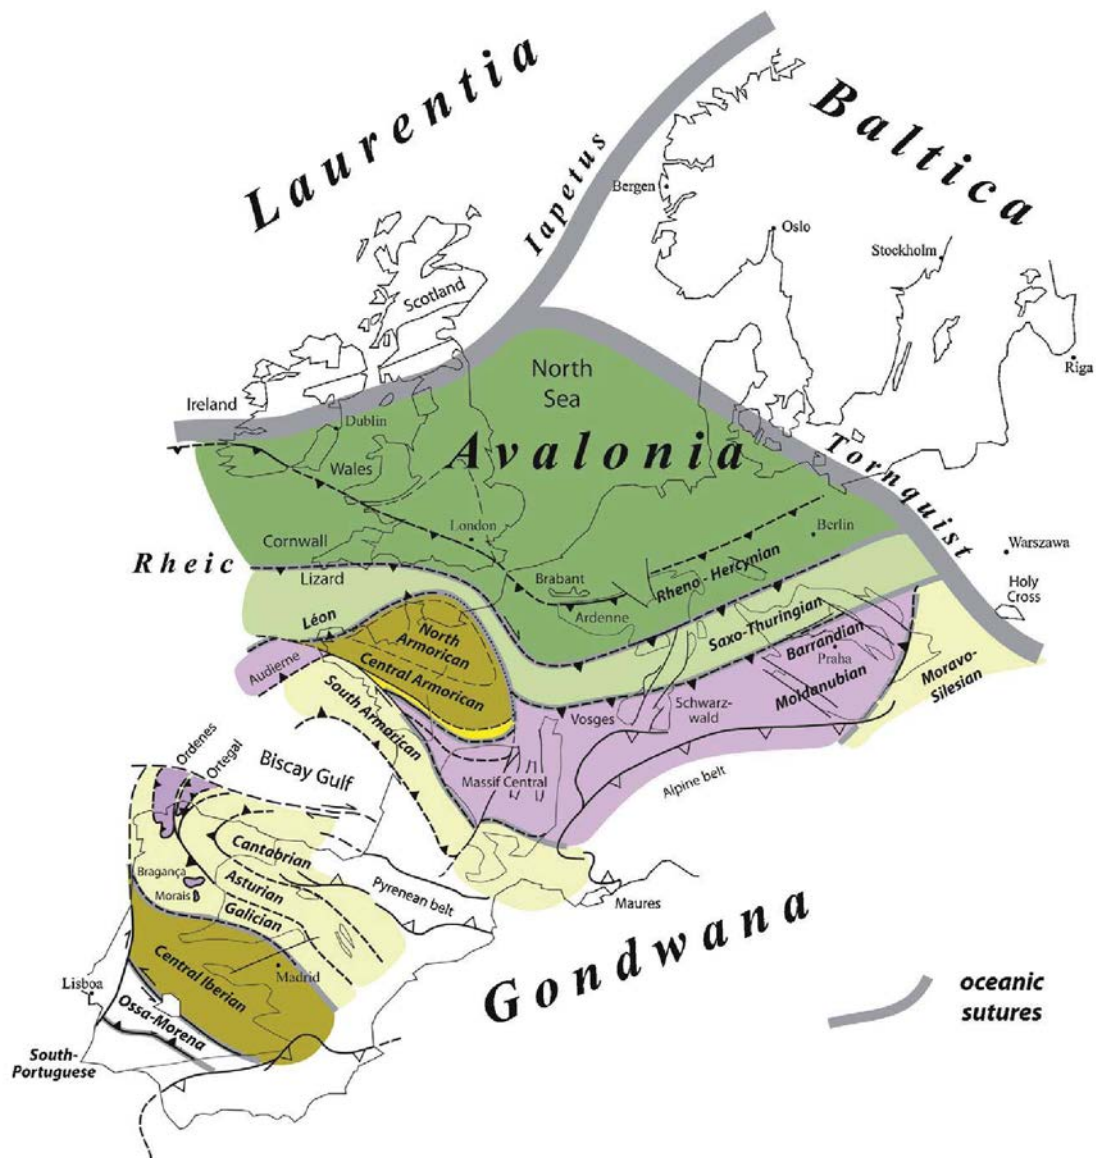 Laurentia
Baltica
Iapetus
Bergen
Oslo
Stockholm
Scotland
Riga
North
Sea
Ireland
Dublin
Avalonia
Tornquist
Wales
London
Berlin
Cornwall
Warszawa
Rheic
Lizard
Brabant
Rheno - Hercynian
Holy
Cross
Léon
Ardenne
North
Armorican
Saxo-Thuringian
Barrandian
Praha
Audierne
Central Armorican
Moldanubian
Moravo-
Silesian
South Armorican
Vosges
Schwarz-
wald
Ordenes
Ortegal
Biscay Gulf
Massif Central
Alpine belt
Cantabrian
Bragança
Asturian
Pyrenean belt
Morais
Galician
Maures
Gondwana
Central Iberian
Madrid
Lisboa
Ossa-Morena
South-
Portuguese
oceanic
sutures